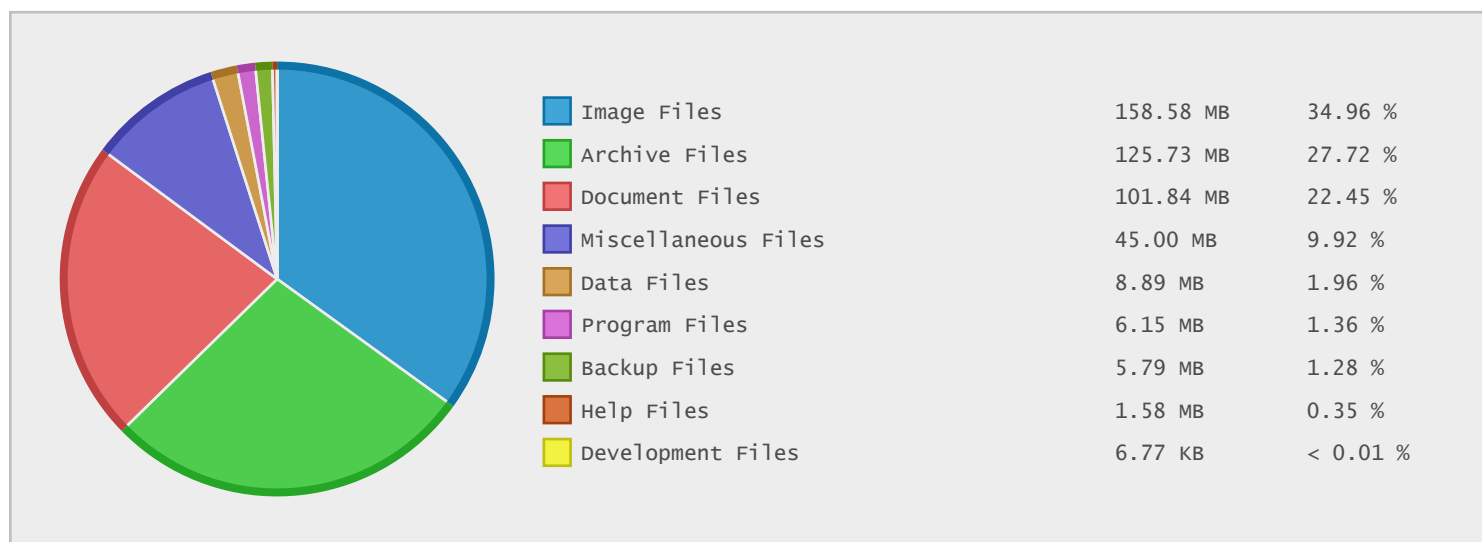 Image Files 158.58 MB 34.96 %
Archive Files 125.73 MB 27.72 %
Document Files 101.84 MB 22.45 %
Miscellaneous Files 45.00 MB 9.92 %
Data Files 8.89 MB 1.96 %
Program Files 6.15 MB 1.36 %
Backup Files 5.79 MB 1.28 %
Help Files 1.58 MB 0.35 %
Development Files 6.77 KB < 0.01 %